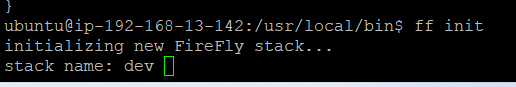 }
ubuntu@ip-192-168-13-142:/usr/local/bin$ ff init
initializing new FireFly stack...
stack name: dev